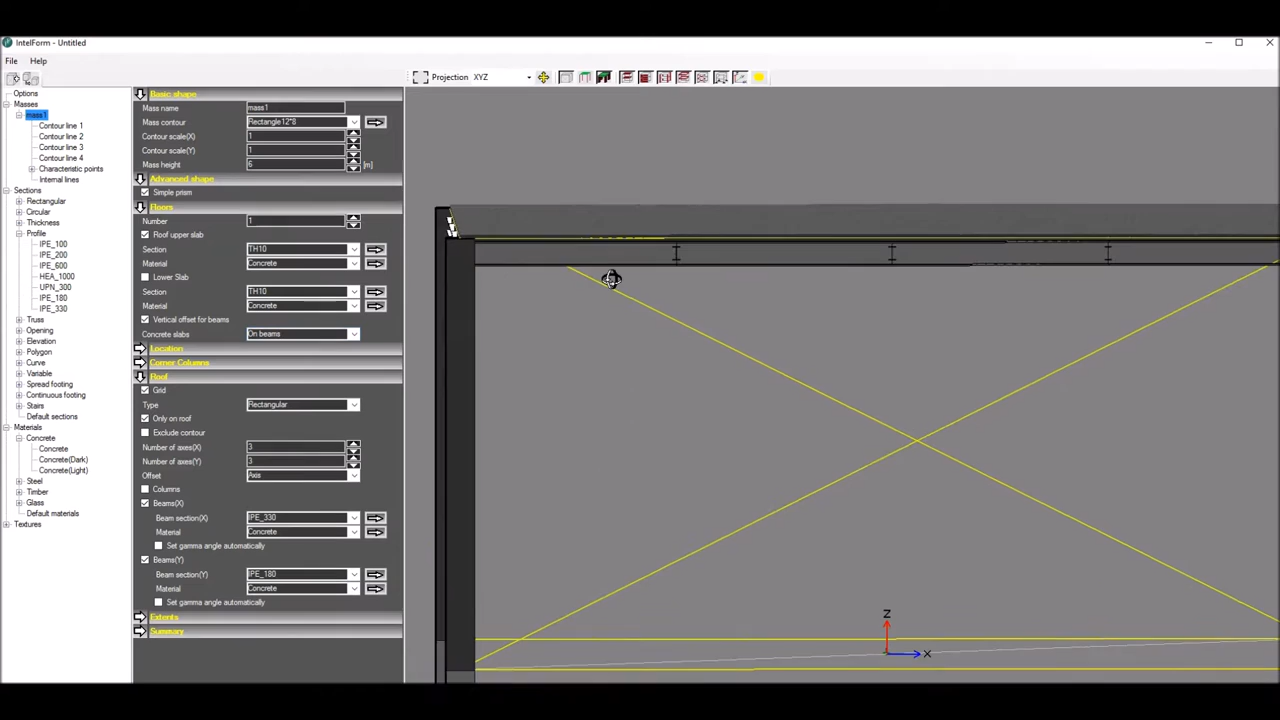 IntelForm - Untitled
File Help
Projection XYZ
Options
Masses
mass1
Contour line 1
Contour line 2
Contour line 3
Contour line 4
Characteristic points
Internal lines
Sections
Rectangular
Circular
Thickness
Profile
IPE_100
IPE_200
IPE_600
HEA_1000
UPN_300
IPE_180
IPE_330
Truss
Opening
Elevation
Polygon
Curve
Variable
Spread footing
Continuous footing
Stairs
Default sections
Materials
Concrete
Concrete
Concrete(Dark)
Concrete(Light)
Steel
Timber
Glass
Default materials
Textures
Basic shape
Mass name mass1
Mass contour Rectangle12*8
Contour scale(X) 1
Contour scale(Y) 1
Mass height 6 [m]
Advanced shape
Simple prism
Floors
Number 1
Roof upper slab
Section TH10
Material Concrete
Lower Slab
Section TH10
Material Concrete
Vertical offset for beams
Concrete slabs On beams
Location
Corner Columns
Roof
Grid
Type Rectangular
Only on roof
Exclude contour
Number of axes(X) 3
Number of axes(Y) 3
Offset Axis
Columns
Beams(X)
Beam section(X) IPE_330
Material Concrete
Set gamma angle automatically
Beams(Y)
Beam section(Y) IPE_180
Material Concrete
Set gamma angle automatically
Extents
Summary
Z
X